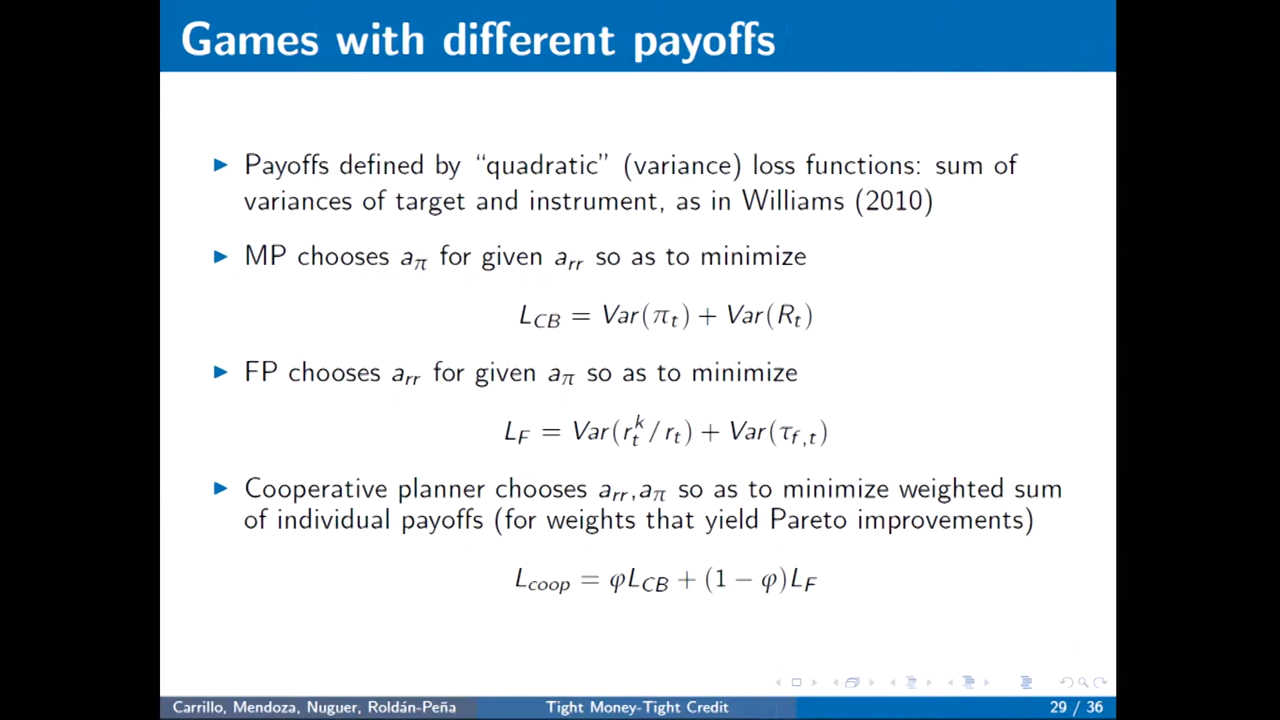 Games with different payoffs
▶ Payoffs defined by “quadratic” (variance) loss functions: sum of
variances of target and instrument, as in Williams (2010)
▶ MP chooses a_π for given a_rr so as to minimize
L_CB = Var(π_t) + Var(R_t)
▶ FP chooses a_rr for given a_π so as to minimize
L_F = Var(r_t^k/r_t) + Var(τ_f,t)
▶ Cooperative planner chooses a_rr,a_π so as to minimize weighted sum
of individual payoffs (for weights that yield Pareto improvements)
L_coop = φL_CB + (1 − φ)L_F
Carrillo, Mendoza, Nuguer, Roldán-Peña Tight Money-Tight Credit 29 / 36